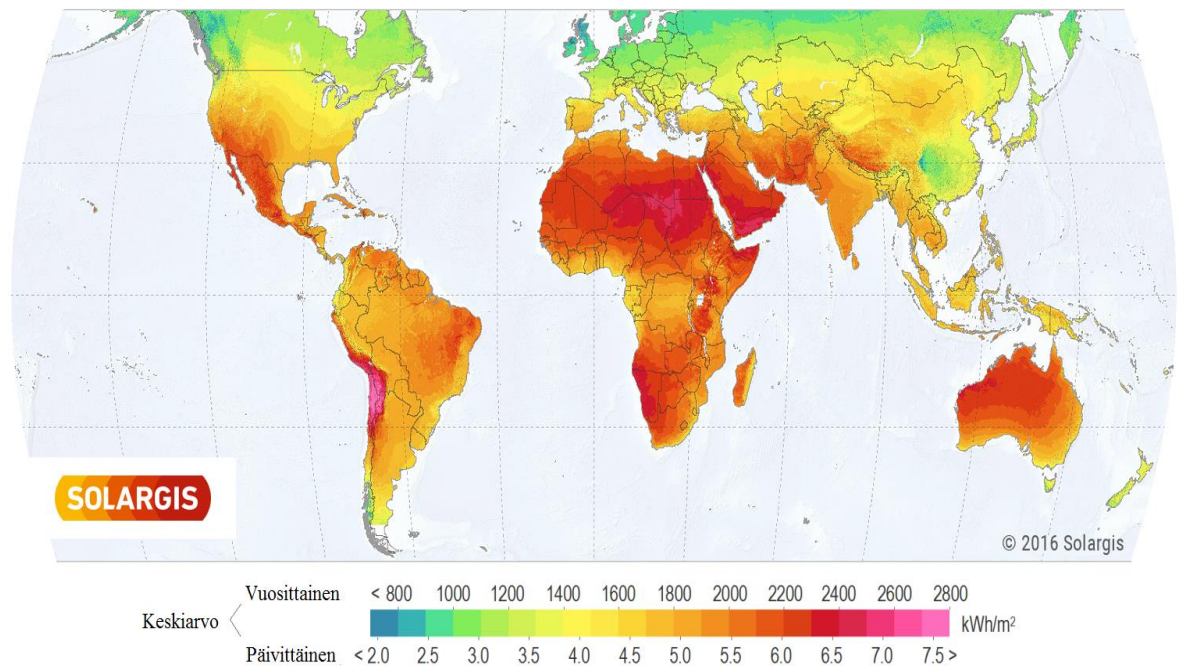 SOLARGIS
© 2016 Solargis
Vuosittainen < 800 1000 1200 1400 1600 1800 2000 2200 2400 2600 2800
Keskiarvo kWh/m²
Päivittäinen < 2.0 2.5 3.0 3.5 4.0 4.5 5.0 5.5 6.0 6.5 7.0 7.5 >